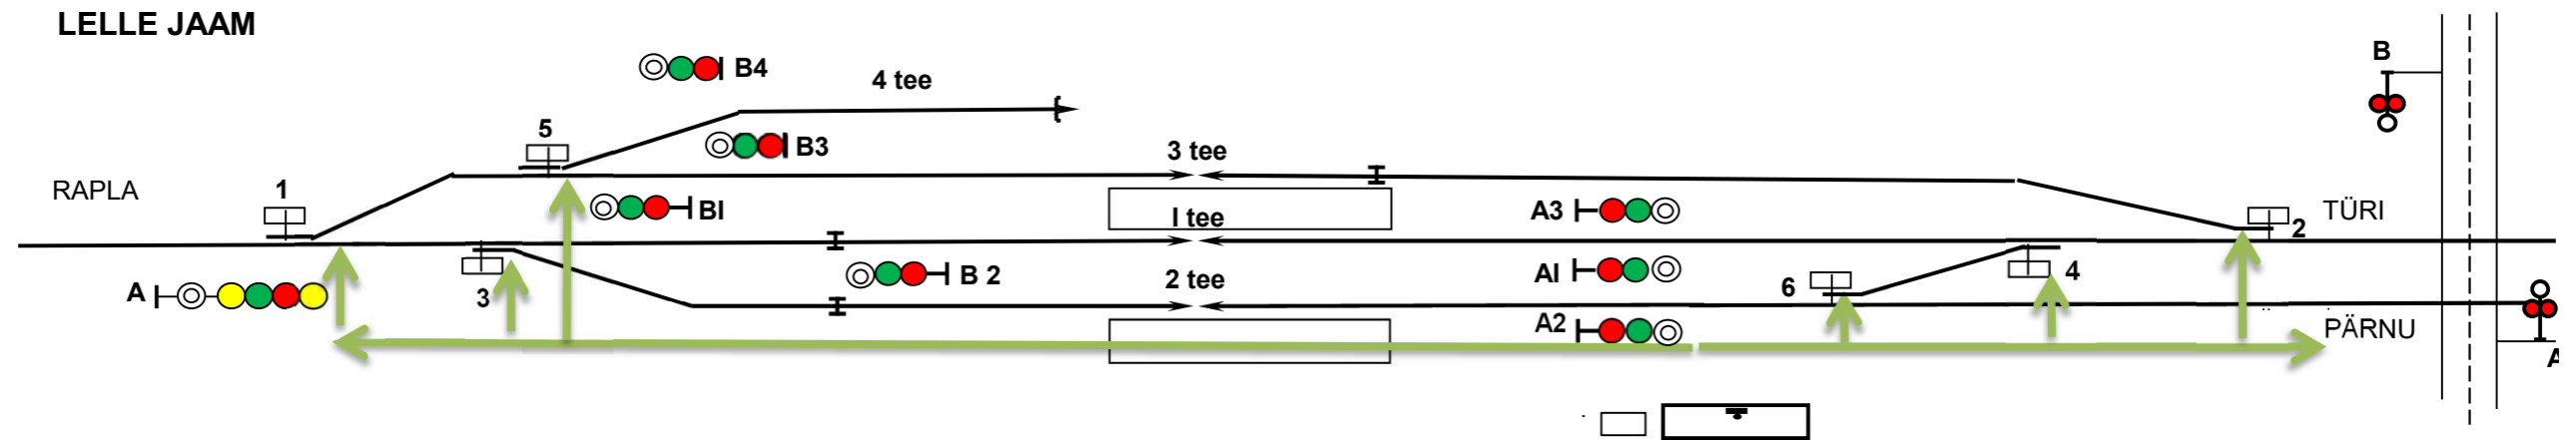 LELLE JAAM
B4
4 tee
B
5
B3
3 tee
RAPLA
1
BI
I tee
A3
TÜRI
2
A
3
B 2
2 tee
AI
6
4
A2
PÄRNU
A